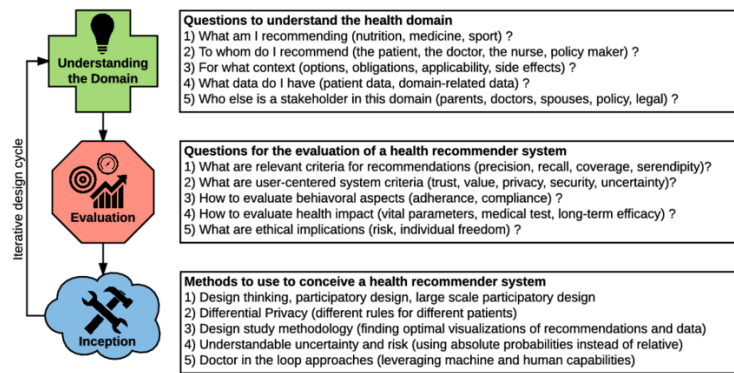 Understanding
the Domain
Questions to understand the health domain
1) What am I recommending (nutrition, medicine, sport) ?
2) To whom do I recommend (the patient, the doctor, the nurse, policy maker) ?
3) For what context (options, obligations, applicability, side effects) ?
4) What data do I have (patient data, domain-related data) ?
5) Who else is a stakeholder in this domain (parents, doctors, spouses, policy, legal) ?
Iterative design cycle
Evaluation
Questions for the evaluation of a health recommender system
1) What are relevant criteria for recommendations (precision, recall, coverage, serendipity)?
2) What are user-centered system criteria (trust, value, privacy, security, uncertainty)?
3) How to evaluate behiavoral aspects (adherence, compliance) ?
4) How to evaluate health impact (vital parameters, medical test, long-term efficacy) ?
5) What are ethical implications (risk, individual freedom) ?
Inception
Methods to use to conceive a health recommender system
1) Design thinking, participatory design, large scale participatory design
2) Differential Privacy (different rules for different patients)
3) Design study methodology (finding optimal visualizations of recommendations and data)
4) Understandable uncertainty and risk (using absolute probabilities instead of relative)
5) Doctor in the loop approaches (leveraging machine and human capabilities)